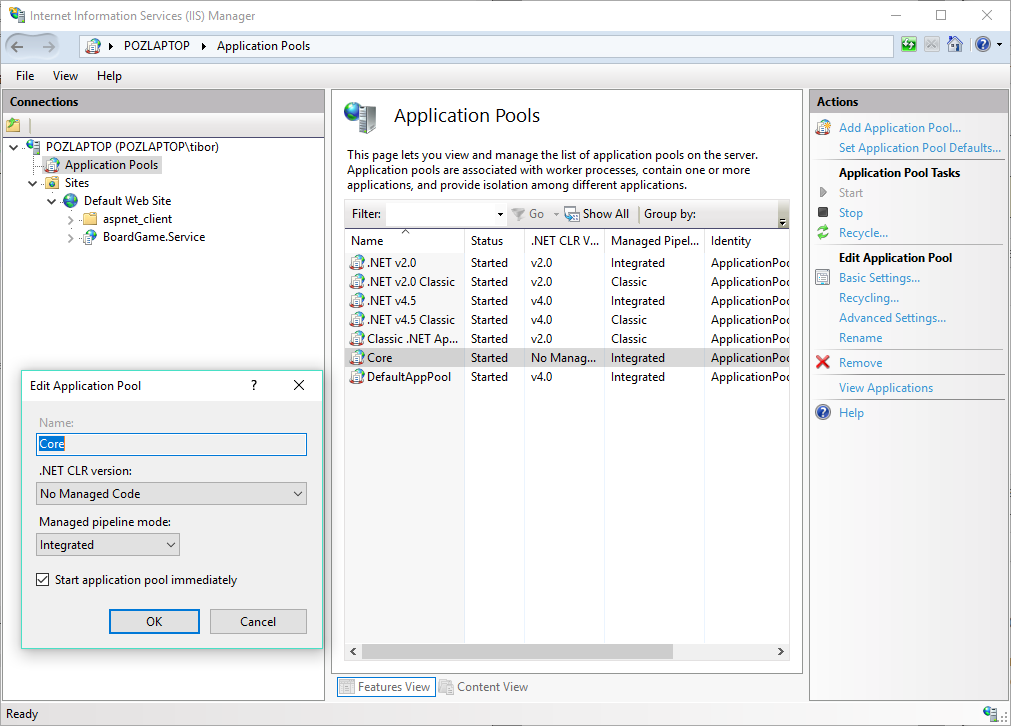 Internet Information Services (IIS) Manager
POZLAPTOP Application Pools
File View Help
Connections
POZLAPTOP (POZLAPTOP\tibor)
Application Pools
Sites
Default Web Site
aspnet_client
BoardGame.Service
Edit Application Pool ?
Name:
Core
.NET CLR version:
No Managed Code
Managed pipeline mode:
Integrated
Start application pool immediately
OK Cancel
Application Pools
This page lets you view and manage the list of application pools on the server.
Application pools are associated with worker processes, contain one or more
applications, and provide isolation among different applications.
Filter: Go Show All Group by:
Name Status .NET CLR V... Managed Pipel... Identity
.NET v2.0 Started v2.0 Integrated ApplicationPoo
.NET v2.0 Classic Started v2.0 Classic ApplicationPoo
.NET v4.5 Started v4.0 Integrated ApplicationPoo
.NET v4.5 Classic Started v4.0 Classic ApplicationPoo
Classic .NET Ap... Started v2.0 Classic ApplicationPoo
Core Started No Manag... Integrated ApplicationPoo
DefaultAppPool Started v4.0 Integrated ApplicationPoo
Features View Content View
Actions
Add Application Pool...
Set Application Pool Defaults...
Application Pool Tasks
Start
Stop
Recycle...
Edit Application Pool
Basic Settings...
Recycling...
Advanced Settings...
Rename
Remove
View Applications
Help
Ready